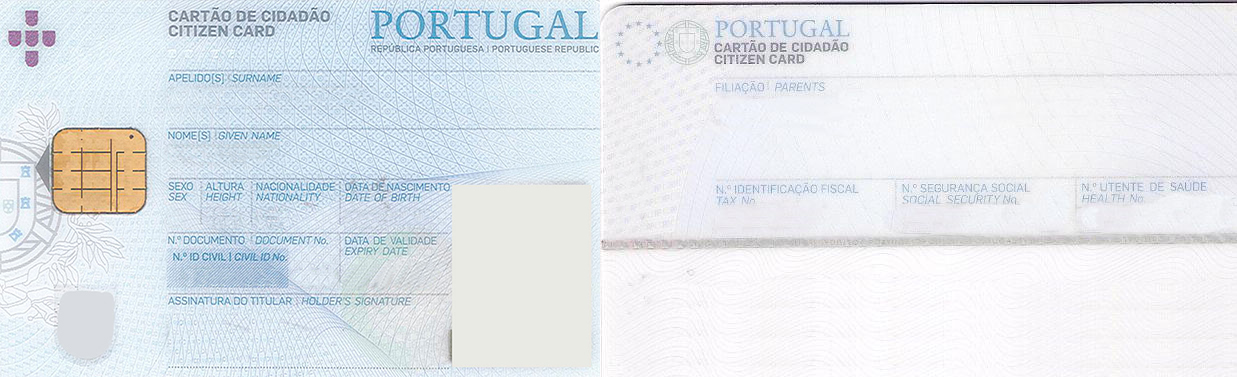 CARTÃO DE CIDADÃO
CITIZEN CARD
PORTUGAL
REPÚBLICA PORTUGUESA | PORTUGUESE REPUBLIC
APELIDO[S] | SURNAME
NOME[S] | GIVEN NAME
SEXO ALTURA NACIONALIDADE DATA DE NASCIMENTO
SEX HEIGHT NATIONALITY DATE OF BIRTH
N.º DOCUMENTO | DOCUMENT No. DATA DE VALIDADE
EXPIRY DATE
N.º ID CIVIL | CIVIL ID No.
ASSINATURA DO TITULAR | HOLDER'S SIGNATURE
PORTUGAL
CARTÃO DE CIDADÃO
CITIZEN CARD
FILIAÇÃO | PARENTS
N.º IDENTIFICAÇÃO FISCAL N.º SEGURANÇA SOCIAL N.º UTENTE DE SAÚDE
TAX No. SOCIAL SECURITY No. HEALTH No.